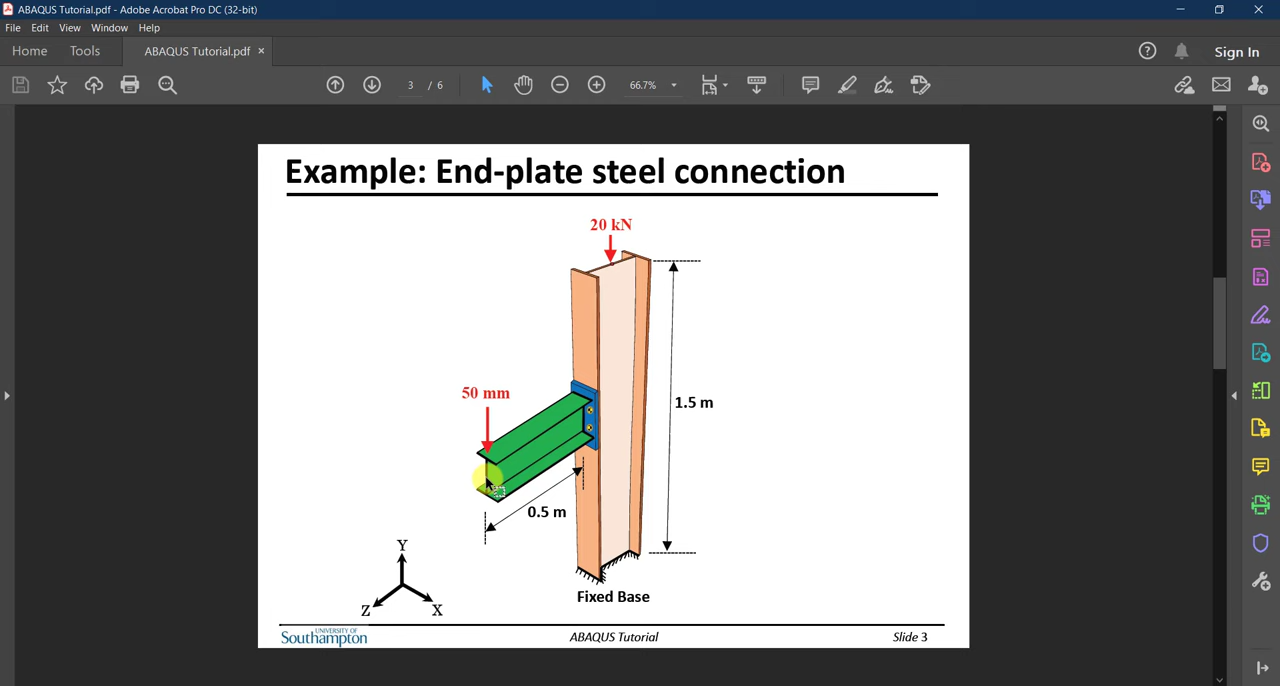 ABAQUS Tutorial.pdf - Adobe Acrobat Pro DC (32-bit)
File Edit View Window Help
Home Tools ABAQUS Tutorial.pdf × Sign In
3 / 6 66.7%
Example: End-plate steel connection
20 kN
50 mm
1.5 m
0.5 m
Y
Z
X
Fixed Base
UNIVERSITY OF
Southampton
ABAQUS Tutorial
Slide 3